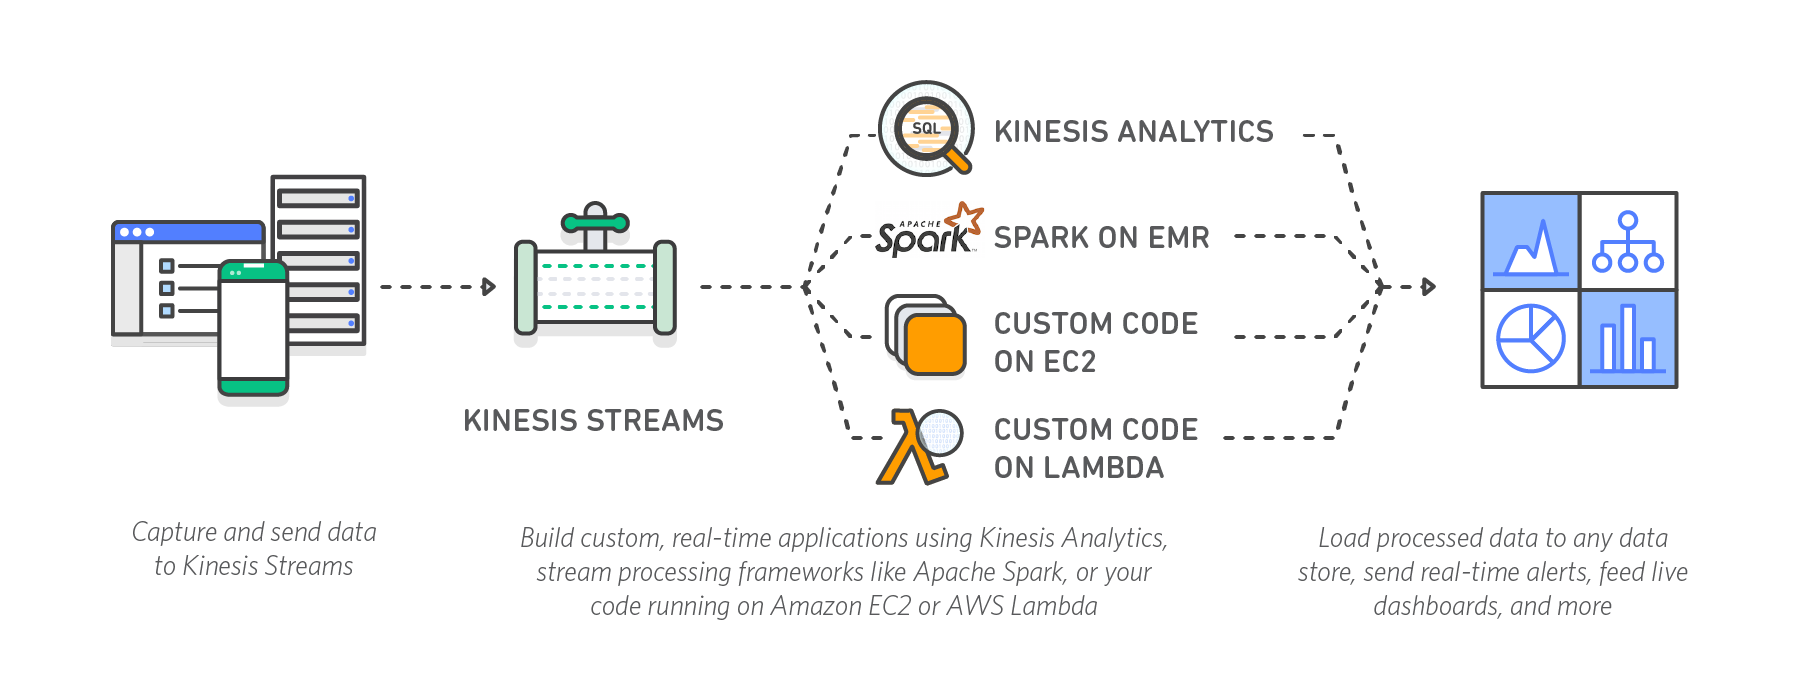 SQL
KINESIS ANALYTICS
APACHE
Spark
SPARK ON EMR
CUSTOM CODE
ON EC2
KINESIS STREAMS
CUSTOM CODE
ON LAMBDA
Capture and send data
to Kinesis Streams
Build custom, real-time applications using Kinesis Analytics,
stream processing frameworks like Apache Spark, or your
code running on Amazon EC2 or AWS Lambda
Load processed data to any data
store, send real-time alerts, feed live
dashboards, and more